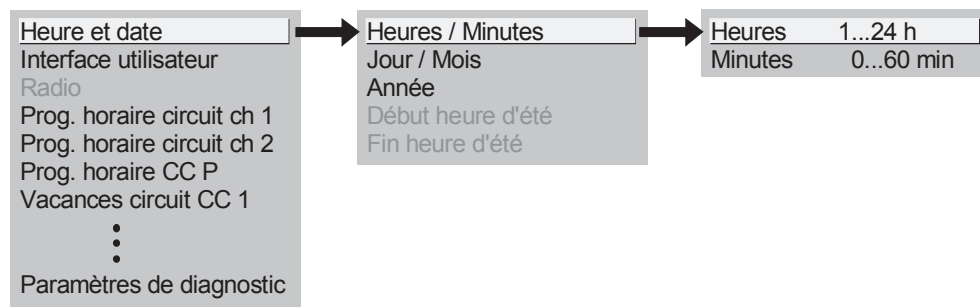 Heure et date
Interface utilisateur
Radio
Prog. horaire circuit ch 1
Prog. horaire circuit ch 2
Prog. horaire CC P
Vacances circuit CC 1
Paramètres de diagnostic
Heures / Minutes
Jour / Mois
Année
Début heure d'été
Fin heure d'été
Heures 1...24 h
Minutes 0...60 min